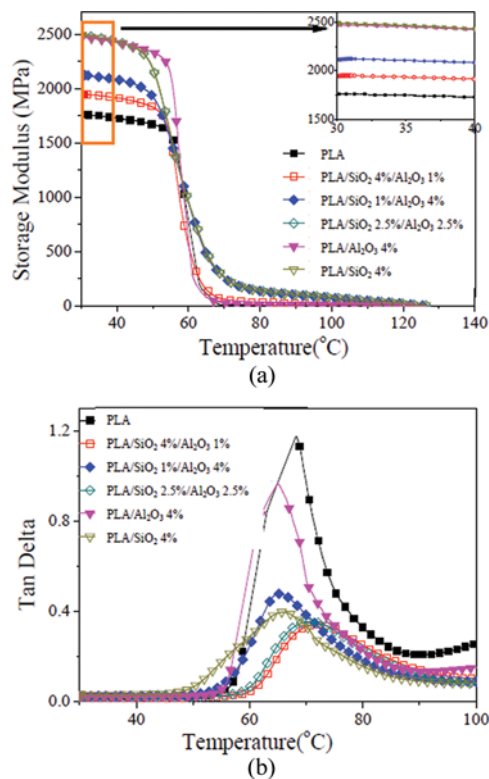 (a)
2500
2000
1500
1000
500
0
Storage Modulus (MPa)
40 60 80 100 120 140
Temperature(°C)
2500
2000
1500
30 35 40
PLA
PLA/SiO₂ 4%/Al₂O₃ 1%
PLA/SiO₂ 1%/Al₂O₃ 4%
PLA/SiO₂ 2.5%/Al₂O₃ 2.5%
PLA/Al₂O₃ 4%
PLA/SiO₂ 4%
(a)
PLA
PLA/SiO₂ 4%/Al₂O₃ 1%
PLA/SiO₂ 1%/Al₂O₃ 4%
PLA/SiO₂ 2.5%/Al₂O₃ 2.5%
PLA/Al₂O₃ 4%
PLA/SiO₂ 4%
1.2
0.8
0.4
0.0
Tan Delta
40 60 80 100
Temperature(°C)
(b)